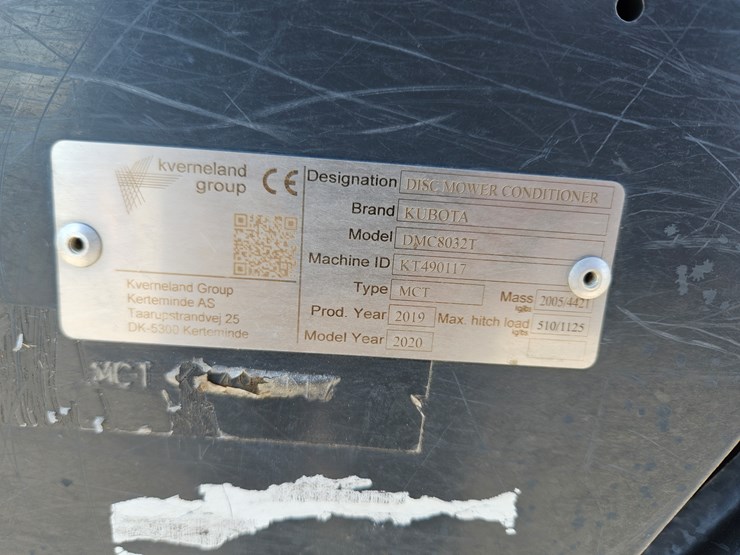 kverneland
group
CE
Kverneland Group
Kerteminde AS
Taarupstrandvej 25
DK-5300 Kerteminde
Designation DISC MOWER CONDITIONER
Brand KUBOTA
Model DMC8032T
Machine ID KT490117
Type MCT Mass kg/lbs 2005/4421
Prod. Year 2019 Max. hitch load kg/lbs 510/1125
Model Year 2020
MCT